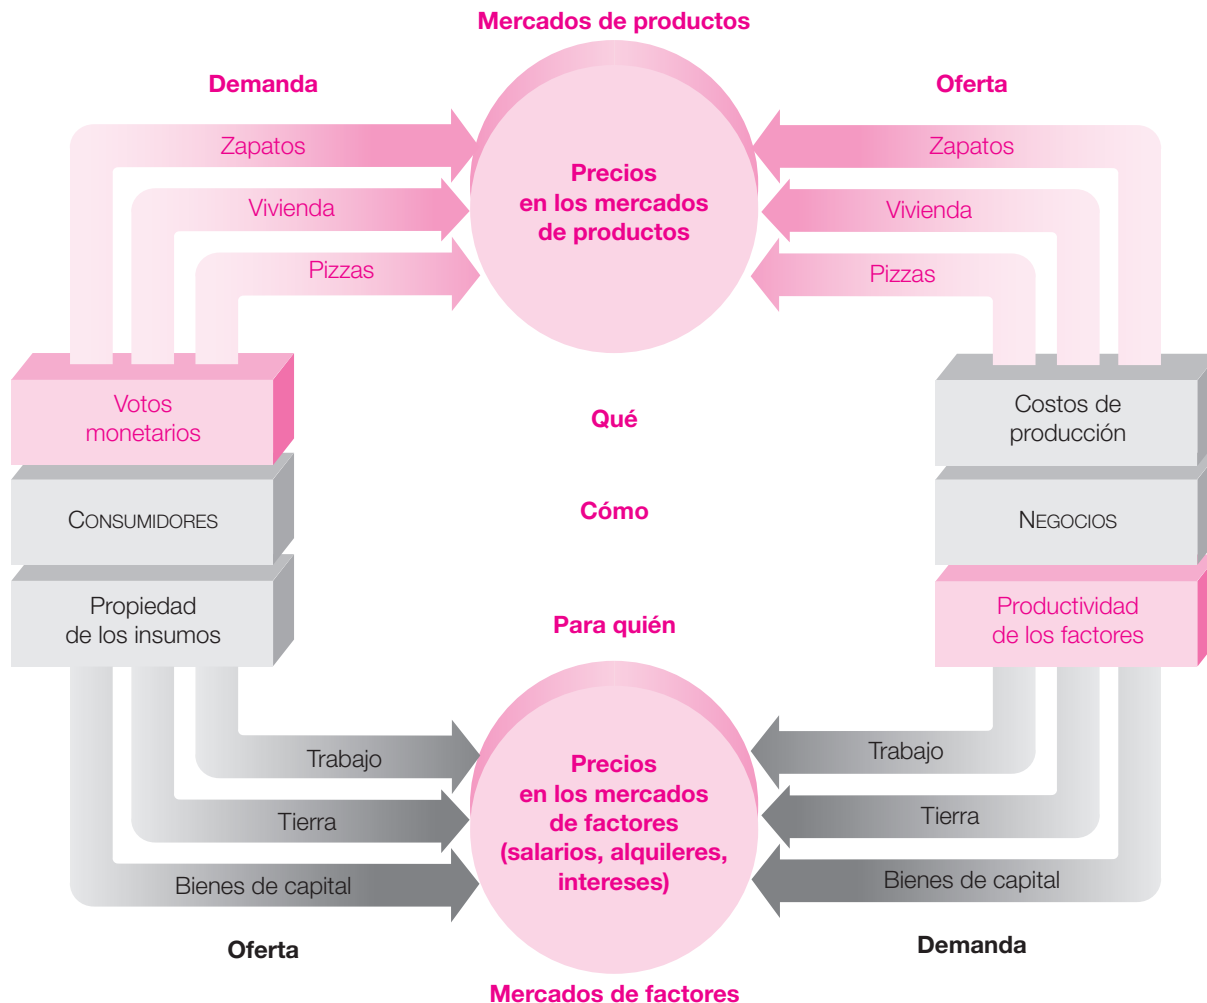 Mercados de productos
Demanda
Oferta
Zapatos
Zapatos
Precios
en los mercados
de productos
Vivienda
Vivienda
Pizzas
Pizzas
Votos
monetarios
Qué
Costos de
producción
CONSUMIDORES
Cómo
NEGOCIOS
Propiedad
de los insumos
Para quién
Productividad
de los factores
Trabajo
Trabajo
Precios
en los mercados
de factores
(salarios, alquileres,
intereses)
Tierra
Tierra
Bienes de capital
Bienes de capital
Oferta
Demanda
Mercados de factores